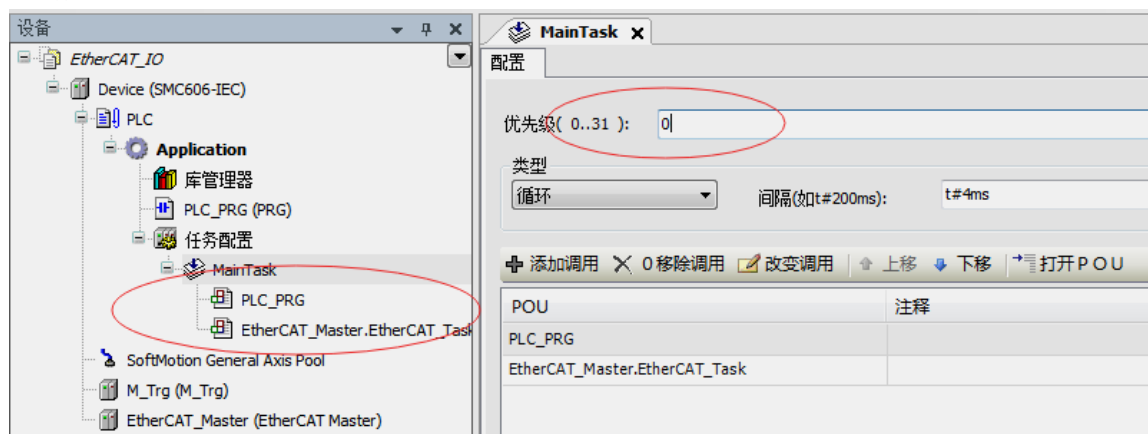 设备
EtherCAT_IO
Device (SMC606-IEC)
PLC
Application
库管理器
PLC_PRG (PRG)
任务配置
MainTask
PLC_PRG
EtherCAT_Master.EtherCAT_Task
SoftMotion General Axis Pool
M_Trg (M_Trg)
EtherCAT_Master (EtherCAT Master)
MainTask
配置
优先级( 0..31 ): 0
类型
循环 间隔(如t#200ms): t#4ms
添加调用 0移除调用 改变调用 上移 下移 打开POU
POU 注释
PLC_PRG
EtherCAT_Master.EtherCAT_Task